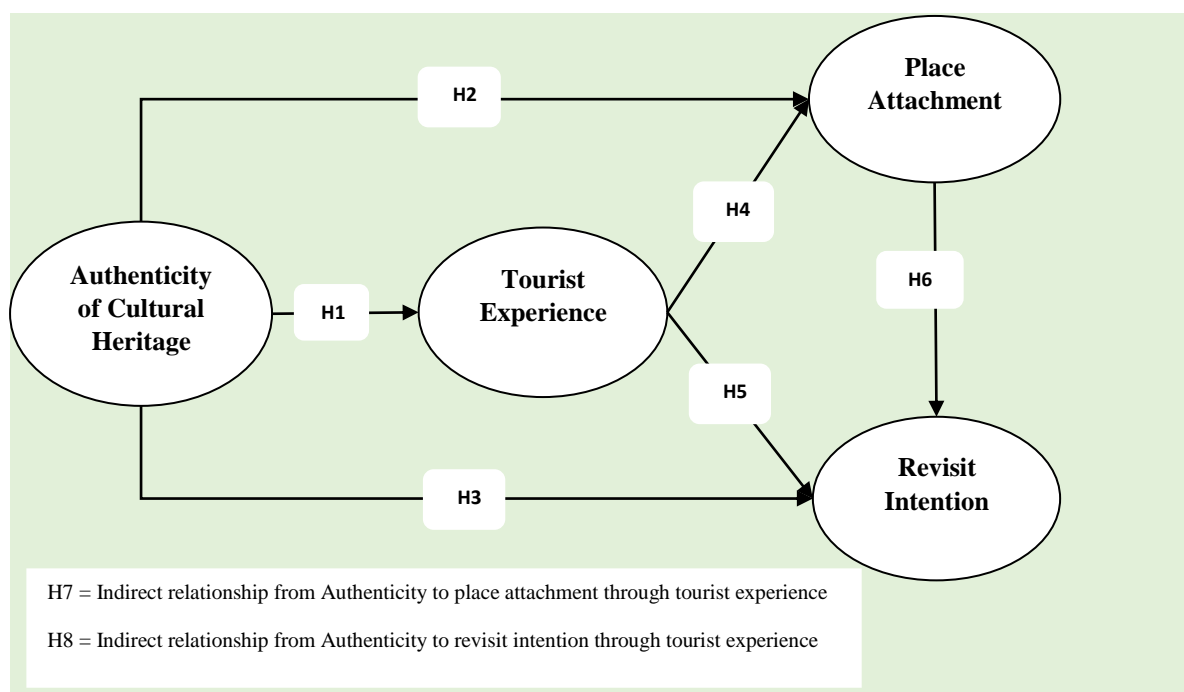 Place
Attachment
H2
H4
Authenticity
of Cultural
Heritage
H1
Tourist
Experience
H6
H5
Revisit
Intention
H3
H7 = Indirect relationship from Authenticity to place attachment through tourist experience
H8 = Indirect relationship from Authenticity to revisit intention through tourist experience